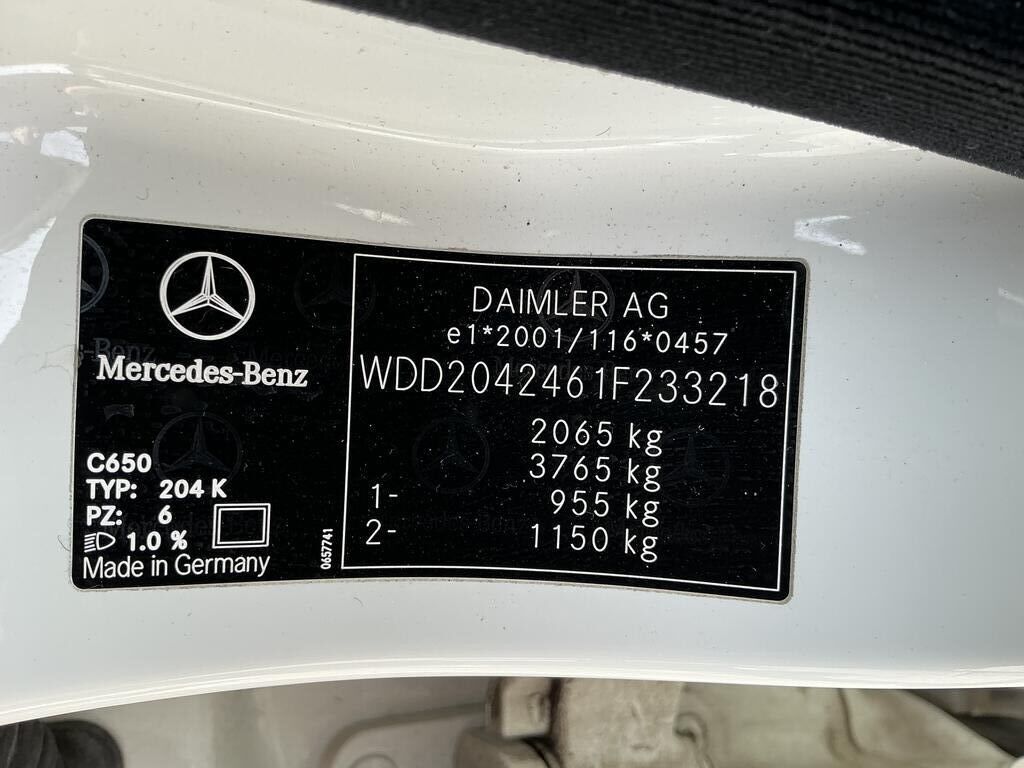 Mercedes-Benz
C650
TYP: 204 K
PZ: 6
1.0 %
Made in Germany
0657741
DAIMLER AG
e1*2001/116*0457
WDD2042461F233218
2065 kg
3765 kg
1- 955 kg
2- 1150 kg